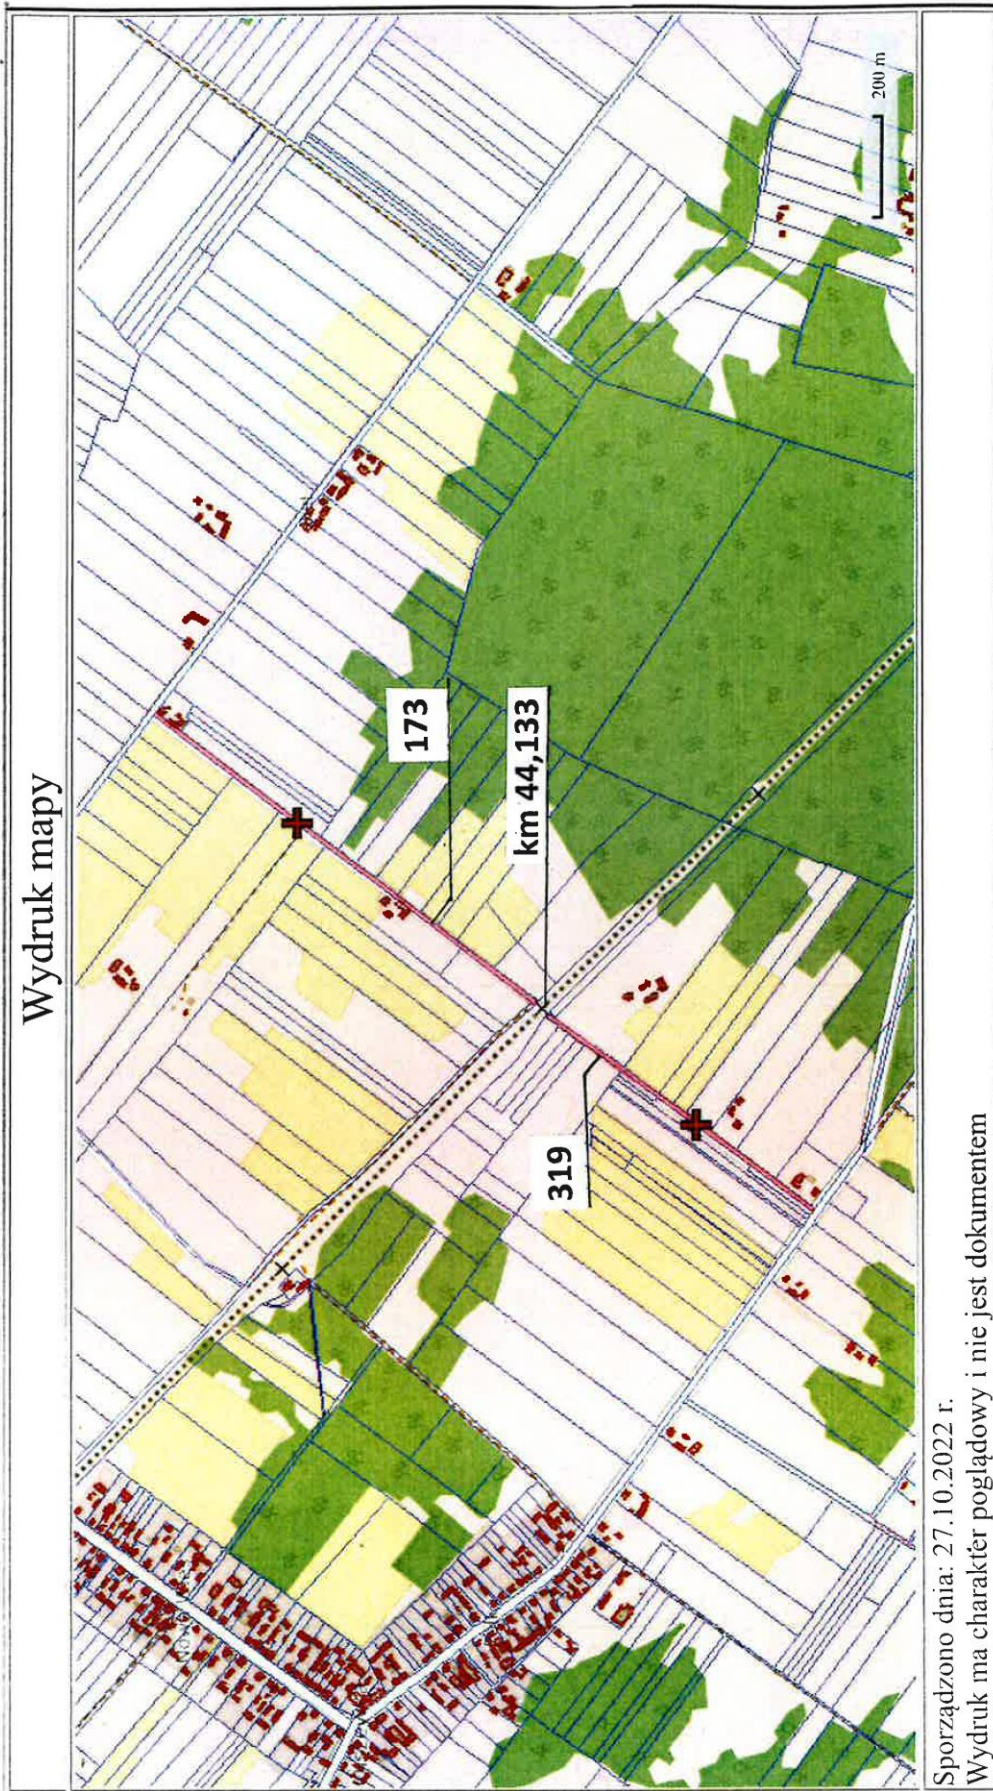 Wydruk mapy
200 m
173
km 44,133
319
Sporządzono dnia: 27.10.2022 r.
Wydruk ma charakter poglądowy i nie jest dokumentem